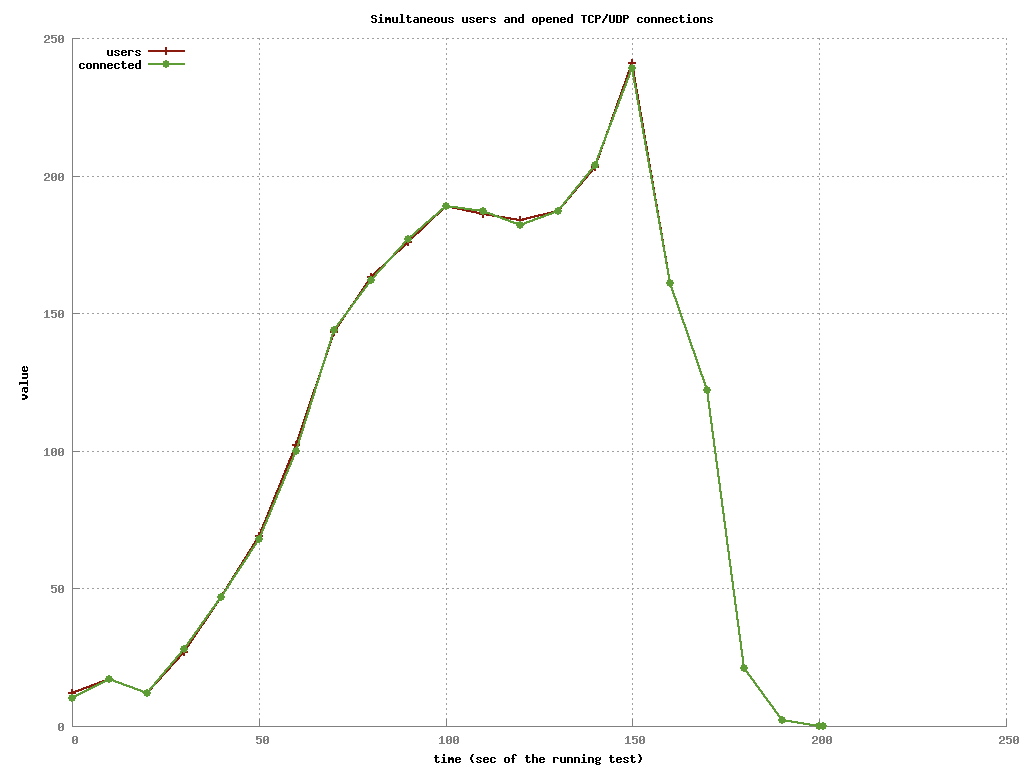 Simultaneous users and opened TCP/UDP connections
250
users
connected
200
150
value
100
50
0
0 50 100 150 200 250
time (sec of the running test)